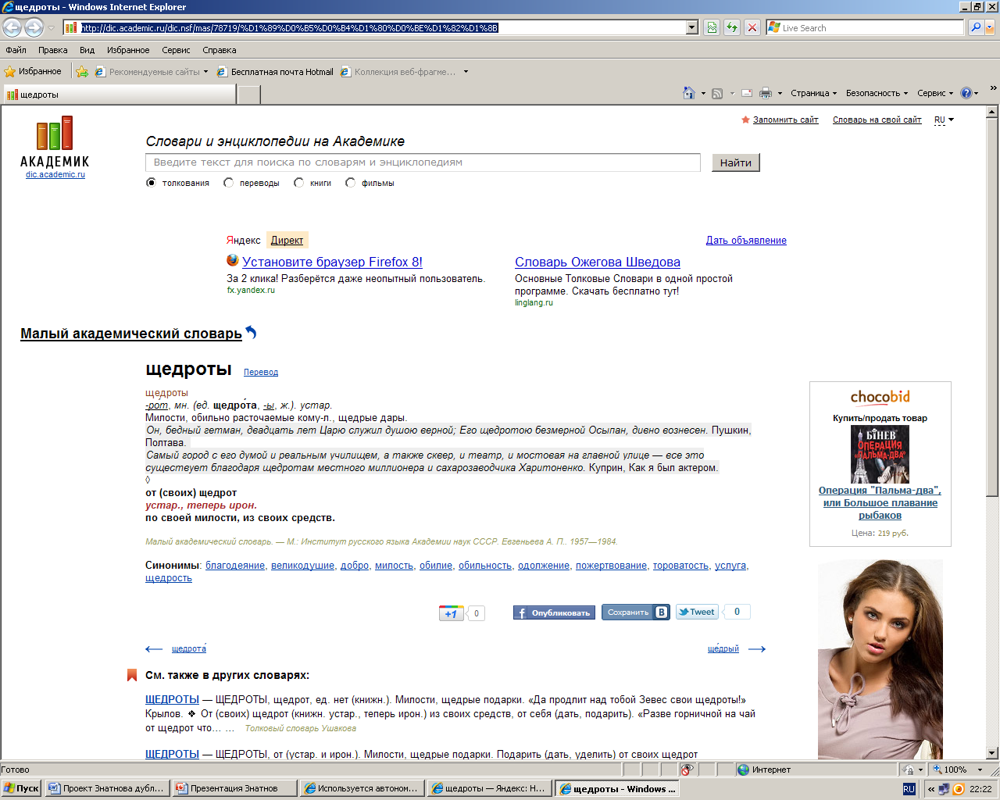 щедроты - Windows Internet Explorer
http://dic.academic.ru/dic.nsf/mas/78719/%D1%89%D0%B5%D0%B4%D1%80%D0%BE%D1%82%D1%8B
Live Search
Файл Правка Вид Избранное Сервис Справка
Избранное Рекомендуемые сайты Бесплатная почта Hotmail Коллекция веб-фрагме...
щедроты
Страница Безопасность Сервис »
Запомнить сайт Словарь на свой сайт RU
АКАДЕМИК
dic.academic.ru
Словари и энциклопедии на Академике
Введите текст для поиска по словарям и энциклопедиям Найти
толкования переводы книги фильмы
Яндекс Директ Дать объявление
Установите браузер Firefox 8!
За 2 клика! Разберётся даже неопытный пользователь.
fx.yandex.ru
Словарь Ожегова Шведова
Основные Толковые Словари в одной простой
программе. Скачать бесплатно тут!
linglang.ru
Малый академический словарь
щедроты Перевод
щедроты
-ро́т, мн. (ед. щедро́та, -ы, ж.). устар.
Милости, обильно расточаемые кому-л., щедрые дары.
Он, бедный гетман, двадцать лет Царю служил душою верной; Его щедротою безмерной Осыпан, дивно вознесен. Пушкин,
Полтава.
Самый город с его думой и реальным училищем, а также сквер, и театр, и мостовая на главной улице — все это
существует благодаря щедротам местного миллионера и сахарозаводчика Харитоненко. Куприн, Как я был актером.
◊
от (своих) щедрот
устар., теперь ирон.
по своей милости, из своих средств.
Малый академический словарь. — М.: Институт русского языка Академии наук СССР. Евгеньева А. П.. 1957—1984.
Синонимы: благодеяние, великодушие, добро, милость, обилие, обильность, одолжение, пожертвование, тороватость, услуга,
щедрость
+1 0 Опубликовать Сохранить В Tweet 0
щедрота́ ще́дрый
См. также в других словарях:
ЩЕДРОТЫ — ЩЕДРОТЫ, щедрот, ед. нет (книжн.). Милости, щедрые подарки. «Да продлит над тобой Зевес свои щедроты!»
Крылов. ❖ От (своих) щедрот (книжн. устар., теперь ирон.) из своих средств, от себя (дать, подарить). «Разве горничной на чай
от щедрот что… … Толковый словарь Ушакова
ЩЕДРОТЫ — ЩЕДРОТЫ, от (устар. и ирон.). Милости, щедрые подарки. Подарить (дать, уделить) от своих щедрот
chocobid
Купить/продать товар
БІНЕВ
ОПЕРАЦИЯ
"ПАЛЬМА-ДВА"
Операция "Пальма-два",
или Большое плавание
рыбаков
Цена: 219 руб.
Готово Интернет 100%
Пуск Проект Знатнова дубл... Презентация Знатнов Используется автоном... щедроты — Яндекс: Н... щедроты - Windows ... RU « 22:22